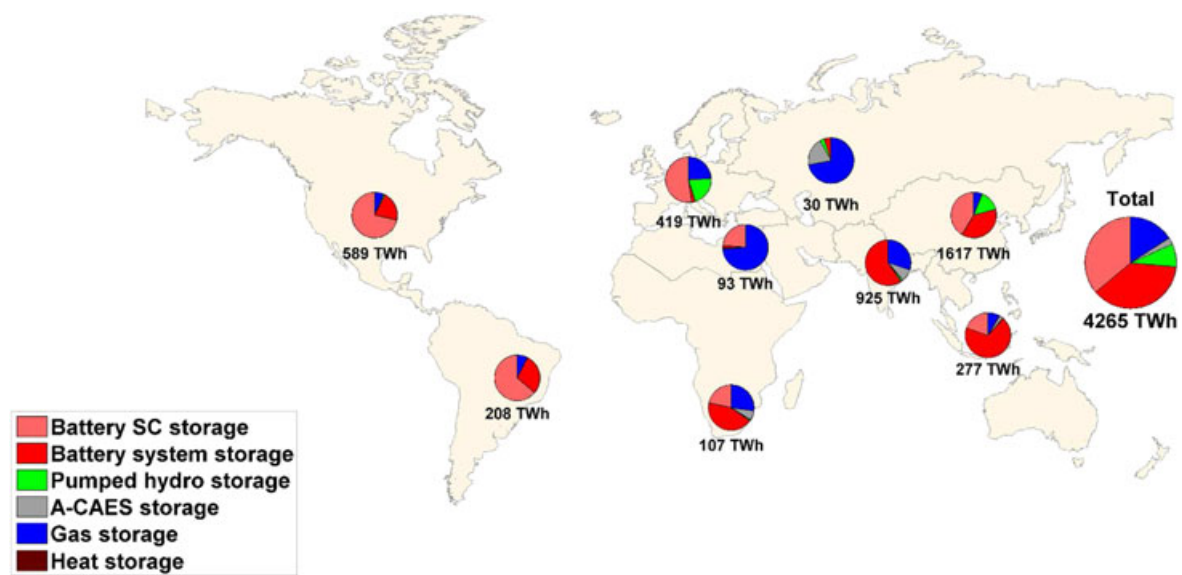 Total
30 TWh
419 TWh
589 TWh
1617 TWh
93 TWh
925 TWh
4265 TWh
277 TWh
208 TWh
107 TWh
Battery SC storage
Battery system storage
Pumped hydro storage
A-CAES storage
Gas storage
Heat storage